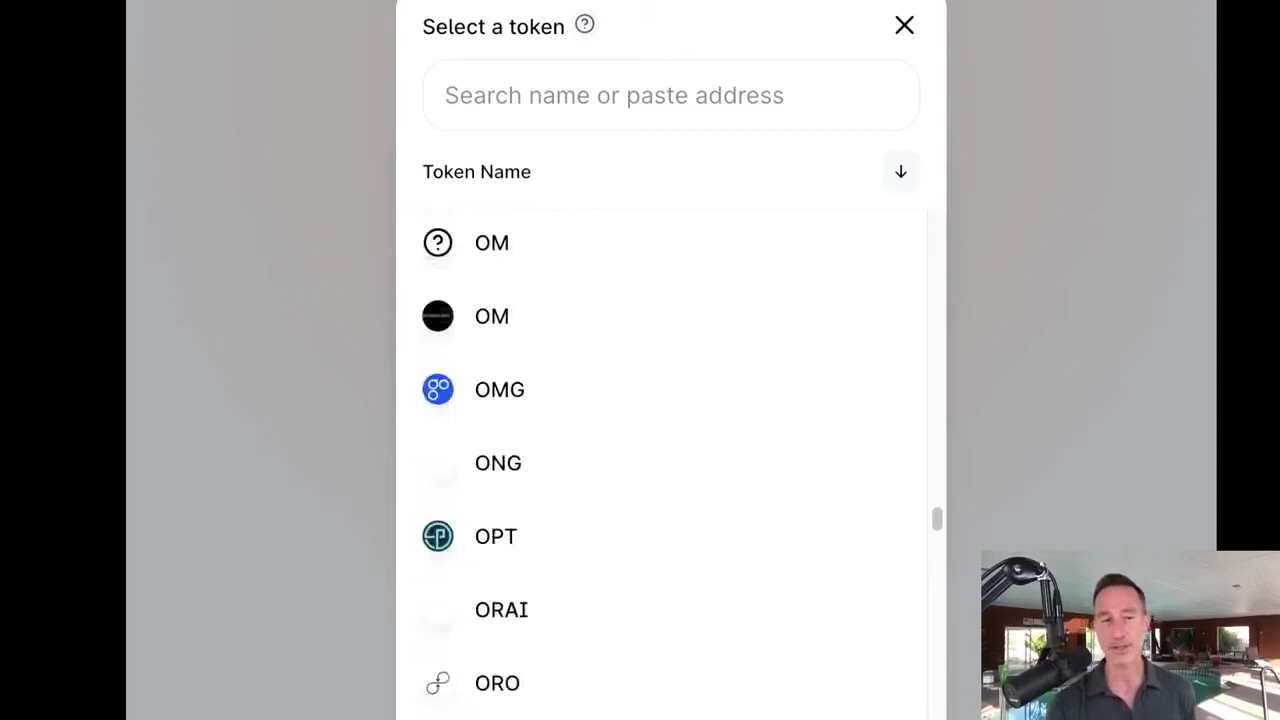 Select a token
Search name or paste address
Token Name
OM
OM
OMG
ONG
OPT
ORAI
ORO